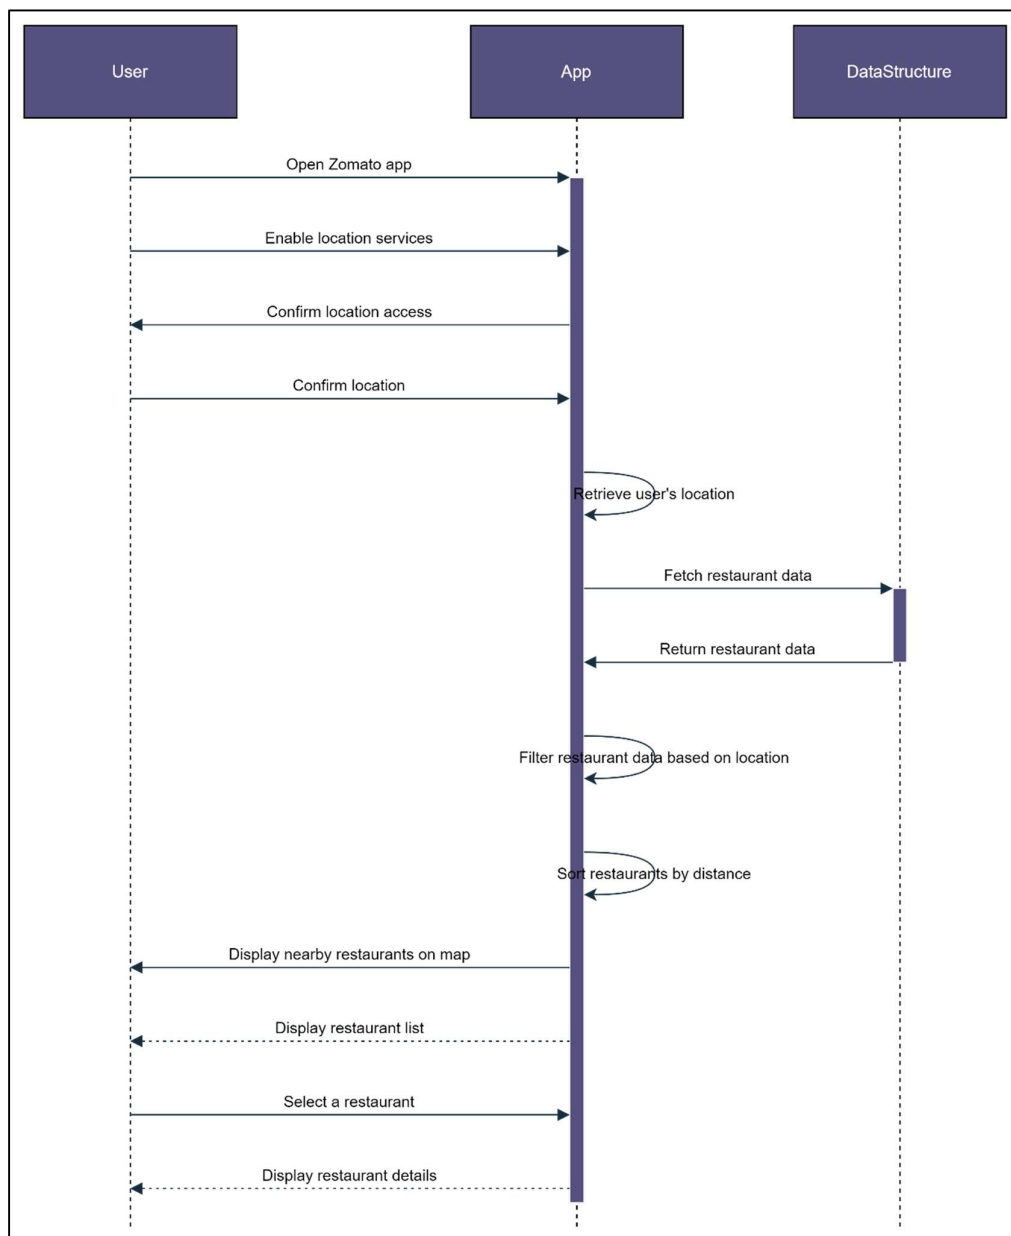 User
App
DataStructure
Open Zomato app
Enable location services
Confirm location access
Confirm location
Retrieve user's location
Fetch restaurant data
Return restaurant data
Filter restaurant data based on location
Sort restaurants by distance
Display nearby restaurants on map
Display restaurant list
Select a restaurant
Display restaurant details